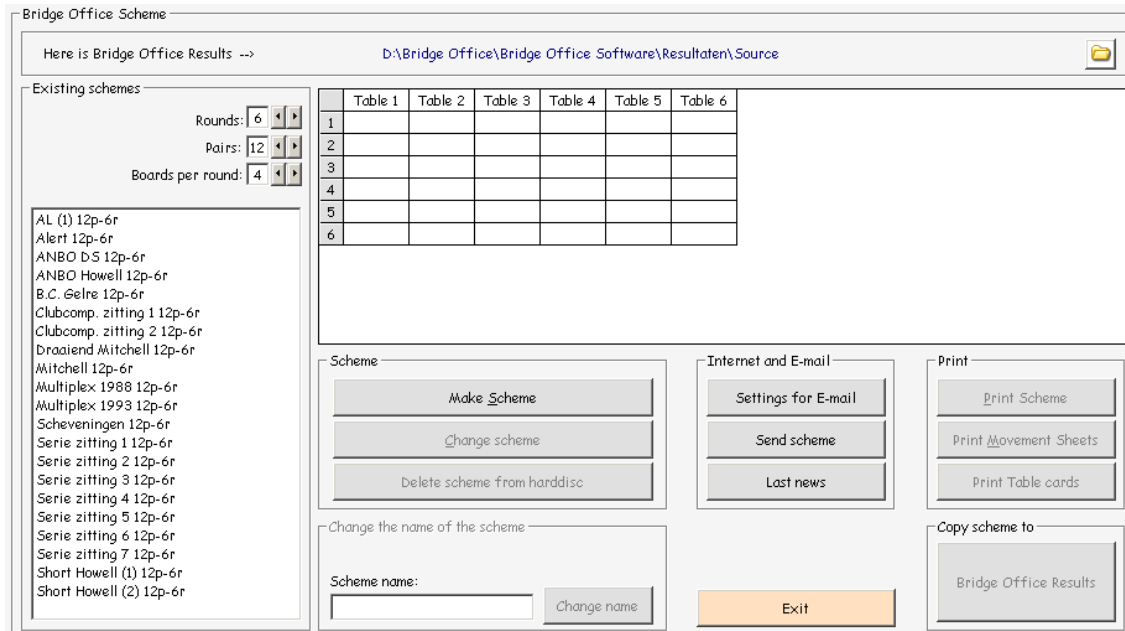 Bridge Office Scheme
Here is Bridge Office Results -->
D:\Bridge Office\Bridge Office Software\Resultaten\Source
Existing schemes
Rounds: 6
Pairs: 12
Boards per round: 4
AL (1) 12p-6r
Alert 12p-6r
ANBO DS 12p-6r
ANBO Howell 12p-6r
B.C. Gelre 12p-6r
Clubcomp. zitting 1 12p-6r
Clubcomp. zitting 2 12p-6r
Draaiend Mitchell 12p-6r
Mitchell 12p-6r
Multiplex 1988 12p-6r
Multiplex 1993 12p-6r
Scheveningen 12p-6r
Serie zitting 1 12p-6r
Serie zitting 2 12p-6r
Serie zitting 3 12p-6r
Serie zitting 4 12p-6r
Serie zitting 5 12p-6r
Serie zitting 6 12p-6r
Serie zitting 7 12p-6r
Short Howell (1) 12p-6r
Short Howell (2) 12p-6r
Table 1 Table 2 Table 3 Table 4 Table 5 Table 6
1
2
3
4
5
6
Scheme
Make Scheme
Change scheme
Delete scheme from harddisc
Internet and E-mail
Settings for E-mail
Send scheme
Last news
Print
Print Scheme
Print Movement Sheets
Print Table cards
Change the name of the scheme
Scheme name:
Change name
Exit
Copy scheme to
Bridge Office Results